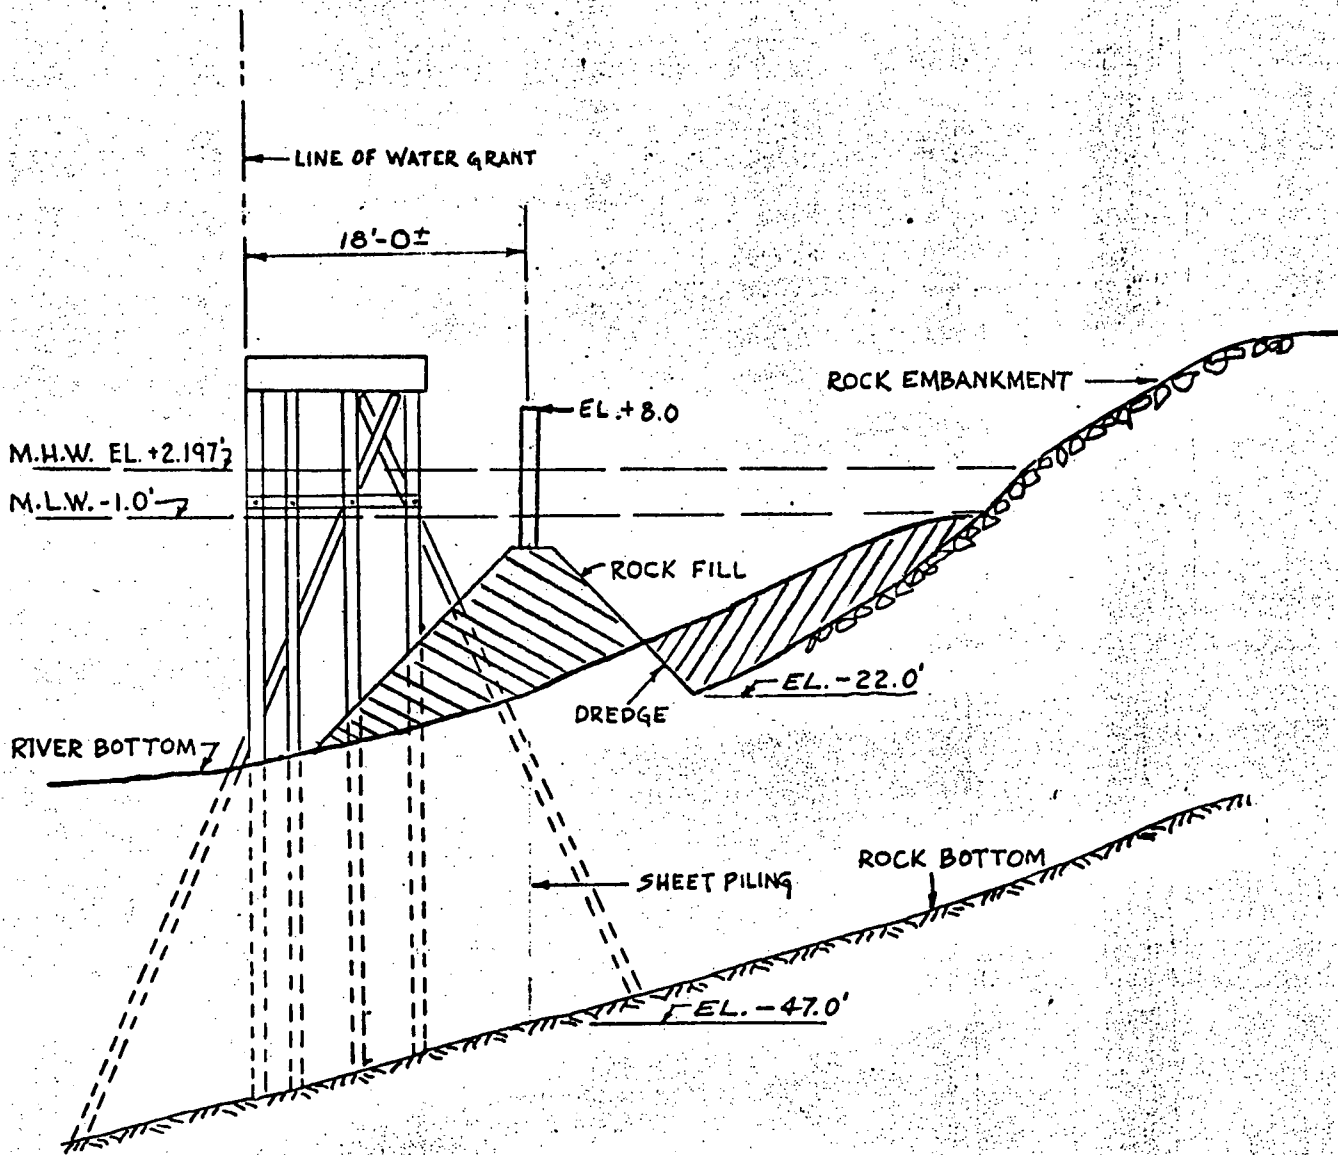 LINE OF WATER GRANT
18'-0±
ROCK EMBANKMENT
EL.+8.0
M.H.W. EL.+2.197'
M.L.W.-1.0'
ROCK FILL
EL.-22.0'
DREDGE
RIVER BOTTOM
ROCK BOTTOM
SHEET PILING
EL.-47.0'